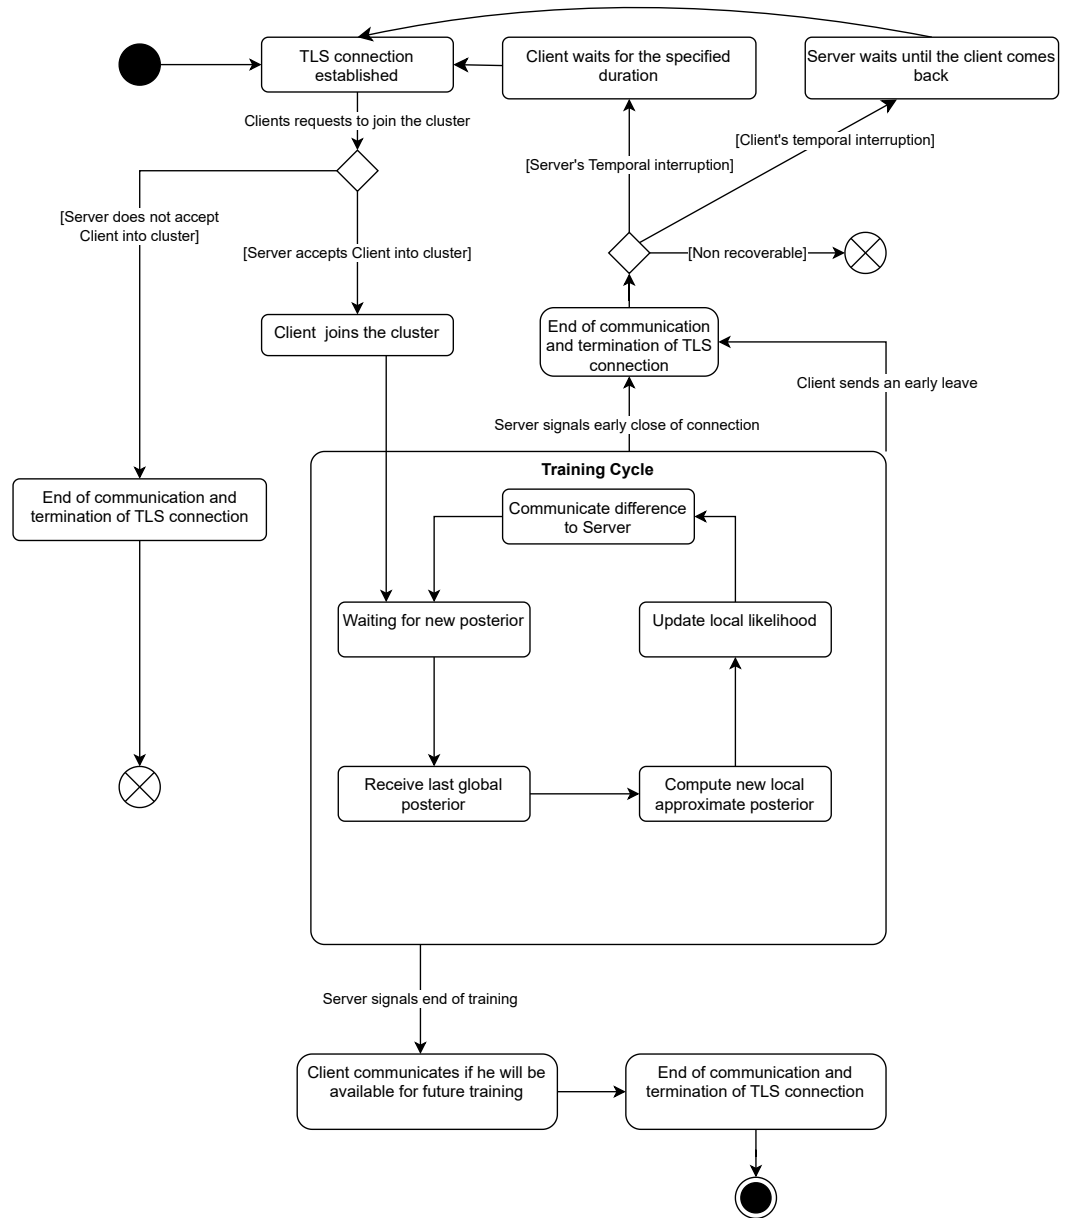 TLS connection
established
Client waits for the specified
duration
Server waits until the client comes
back
Clients requests to join the cluster
[Client's temporal interruption]
[Server's Temporal interruption]
[Server does not accept
Client into cluster]
[Server accepts Client into cluster]
[Non recoverable]
Client joins the cluster
End of communication
and termination of TLS
connection
Client sends an early leave
Server signals early close of connection
Training Cycle
End of communication and
termination of TLS connection
Communicate difference
to Server
Waiting for new posterior
Update local likelihood
Receive last global
posterior
Compute new local
approximate posterior
Server signals end of training
Client communicates if he will be
available for future training
End of communication and
termination of TLS connection